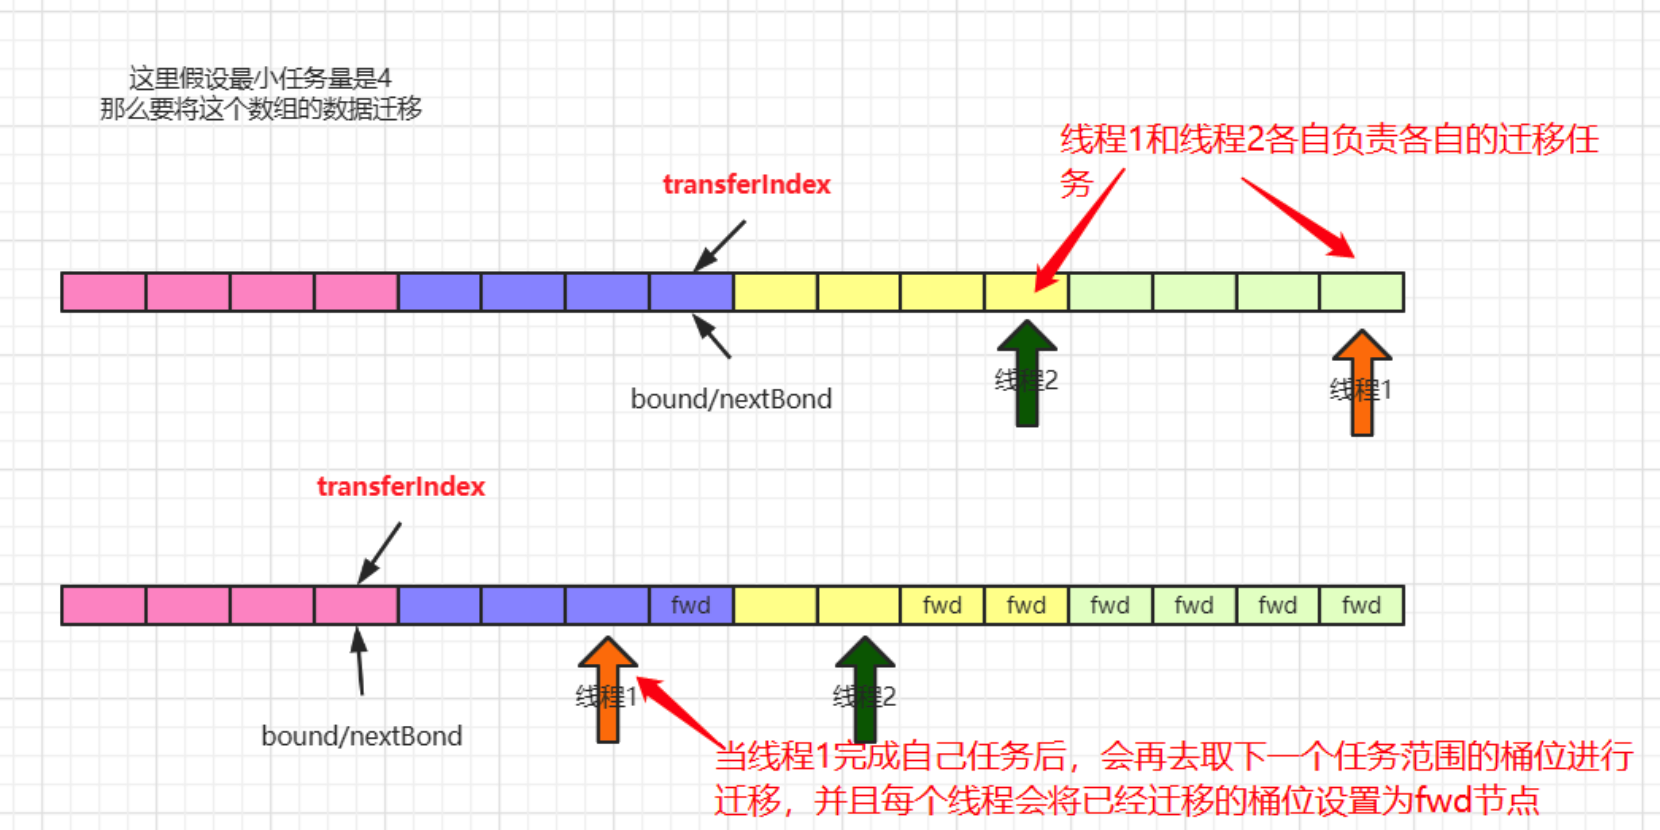 这里假设最小任务量是4
那么要将这个数组的数据迁移
线程1和线程2各自负责各自的迁移任
务
transferIndex
线程2
线程1
bound/nextBond
transferIndex
fwd
fwd
fwd
fwd
fwd
fwd
fwd
线程1
线程2
bound/nextBond
当线程1完成自己任务后，会再去取下一个任务范围的桶位进行
迁移，并且每个线程会将已经迁移的桶位设置为fwd节点